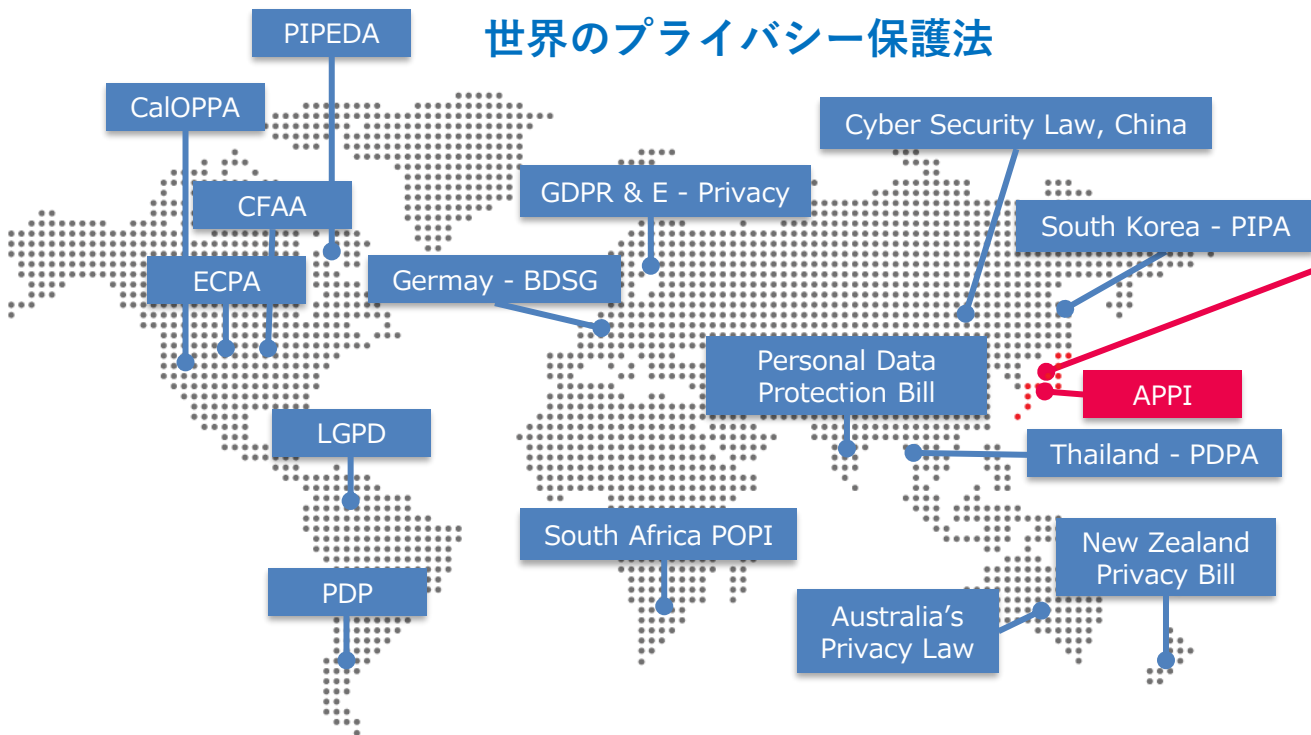 世界のプライバシー保護法
PIPEDA
CalOPPA
Cyber Security Law, China
GDPR & E - Privacy
CFAA
South Korea - PIPA
ECPA
Germay - BDSG
Personal Data
Protection Bill
APPI
LGPD
Thailand - PDPA
South Africa POPI
New Zealand
Privacy Bill
PDP
Australia’s
Privacy Law